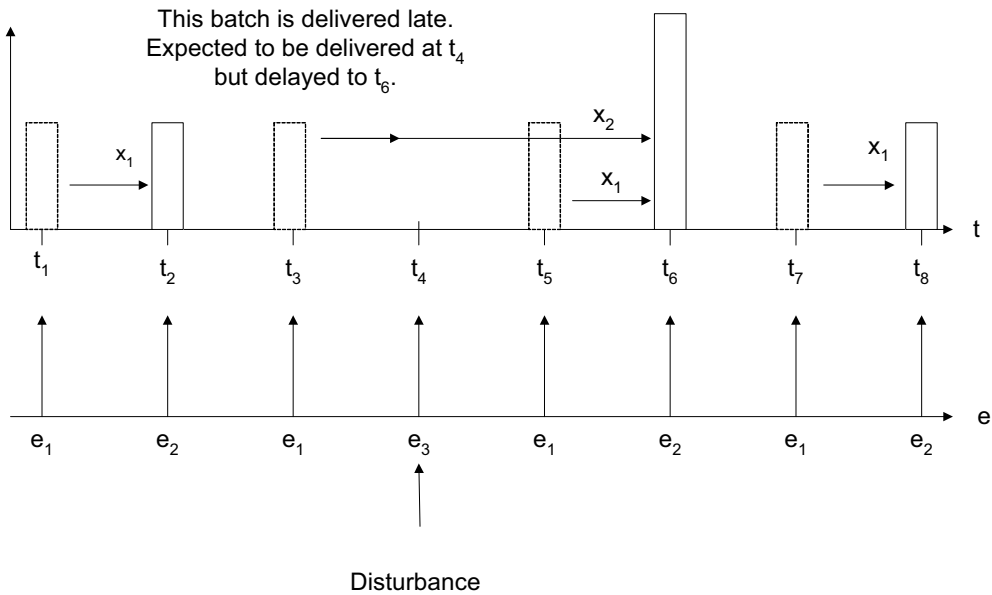 This batch is delivered late.
Expected to be delivered at t4
but delayed to t6.
x1
x2
x1
x1
t
t1 t2 t3 t4 t5 t6 t7 t8
e
e1 e2 e1 e3 e1 e2 e1 e2
Disturbance